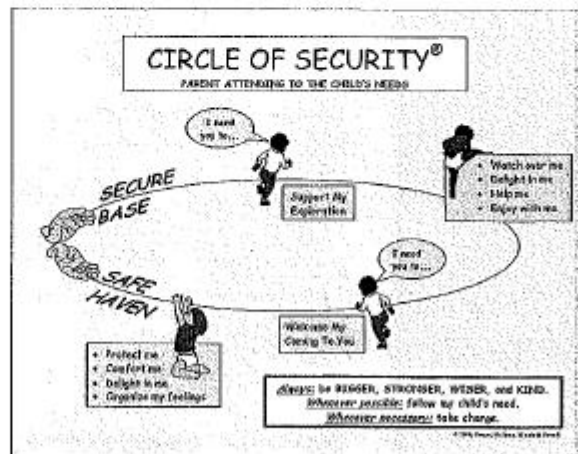 CIRCLE OF SECURITY®
PARENT ATTENDING TO THE CHILD'S NEEDS
I need
you to...
SECURE
BASE
Support My
Exploration
• Watch over me
• Delight in me
• Help me
• Enjoy with me
I need
you to...
SAFE
HAVEN
Welcome My
Coming To You
• Protect me
• Comfort me
• Delight in me
• Organize my feelings
Always: be BIGGER, STRONGER, WISER, and KIND.
Whenever possible: follow my child's need.
Whenever necessary: take change.